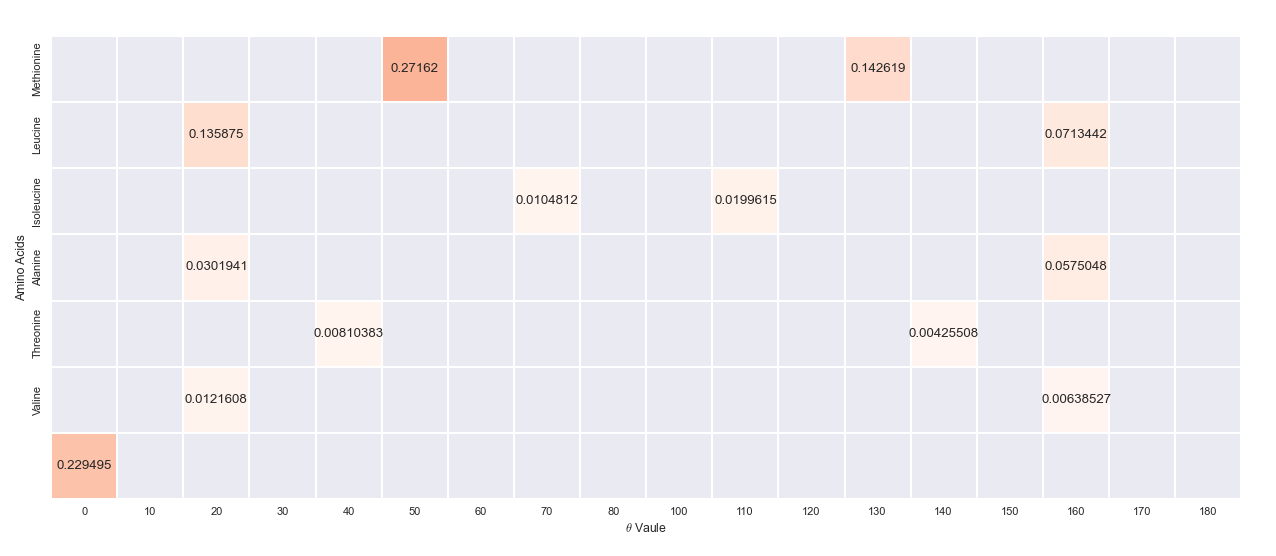 Amino Acids
Methionine
0.27162 0.142619
Leucine
0.135875 0.0713442
Isoleucine
0.0104812 0.0199615
Alanine
0.0301941 0.0575048
Threonine
0.00810383 0.00425508
Valine
0.0121608 0.00638527
0.229495
0 10 20 30 40 50 60 70 80 100 110 120 130 140 150 160 170 180
θ Vaule